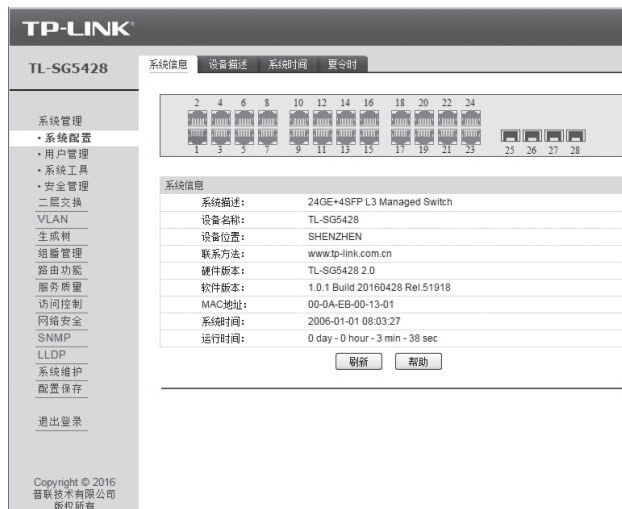 TP-LINK®
TL-SG5428
系统信息 设备描述 系统时间 夏令时
系统管理
• 系统配置
• 用户管理
• 系统工具
• 安全管理
二层交换
VLAN
生成树
组播管理
路由功能
服务质量
访问控制
网络安全
SNMP
LLDP
系统维护
配置保存
退出登录
Copyright © 2016
普联技术有限公司
版权所有
2 4 6 8 10 12 14 16 18 20 22 24
1 3 5 7 9 11 13 15 17 19 21 23 25 26 27 28
系统信息
系统描述: 24GE+4SFP L3 Managed Switch
设备名称: TL-SG5428
设备位置: SHENZHEN
联系方法: www.tp-link.com.cn
硬件版本: TL-SG5428 2.0
软件版本: 1.0.1 Build 20160428 Rel.51918
MAC地址: 00-0A-EB-00-13-01
系统时间: 2006-01-01 08:03:27
运行时间: 0 day - 0 hour - 3 min - 38 sec
刷新 帮助